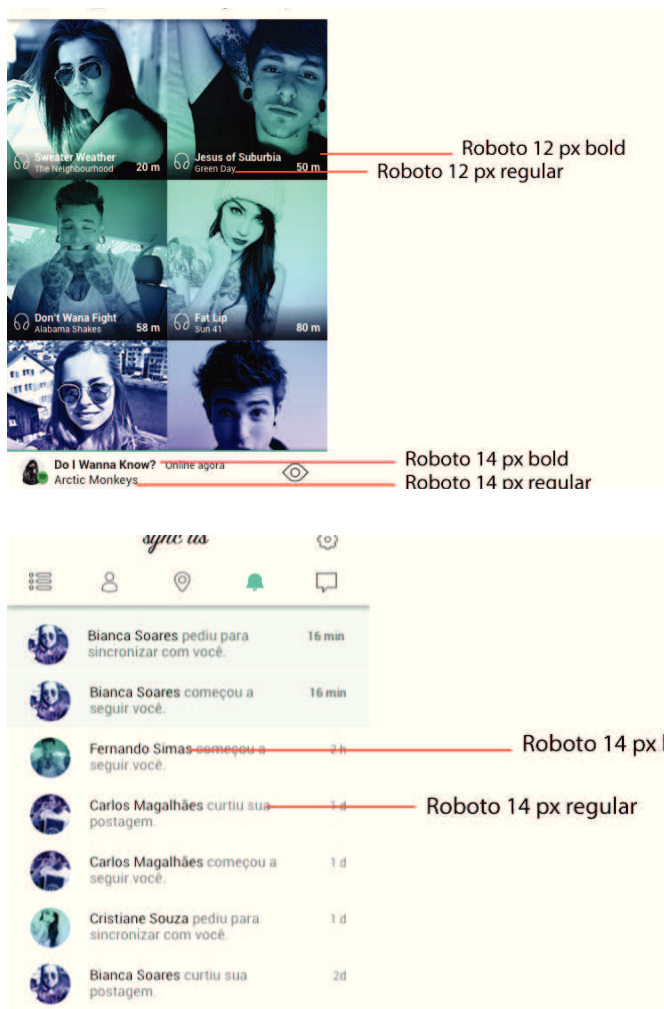 Sweater Weather
The Neighbourhood
20 m
Jesus of Suburbia
Green Day
50 m
Roboto 12 px bold
Roboto 12 px regular
Don't Wana Fight
Alabama Shakes
58 m
Fat Lip
Sun 41
80 m
Do I Wanna Know? Online agora
Arctic Monkeys
Roboto 14 px bold
Roboto 14 px regular
sync us
Bianca Soares pediu para
sincronizar com você.
16 min
Bianca Soares começou a
seguir você.
16 min
Fernando Simas começou a
seguir você.
2 h
Roboto 14 px
Carlos Magalhães curtiu sua
postagem.
1 d
Roboto 14 px regular
Carlos Magalhães começou a
seguir você.
1 d
Cristiane Souza pediu para
sincronizar com você.
1 d
Bianca Soares curtiu sua
postagem.
2d